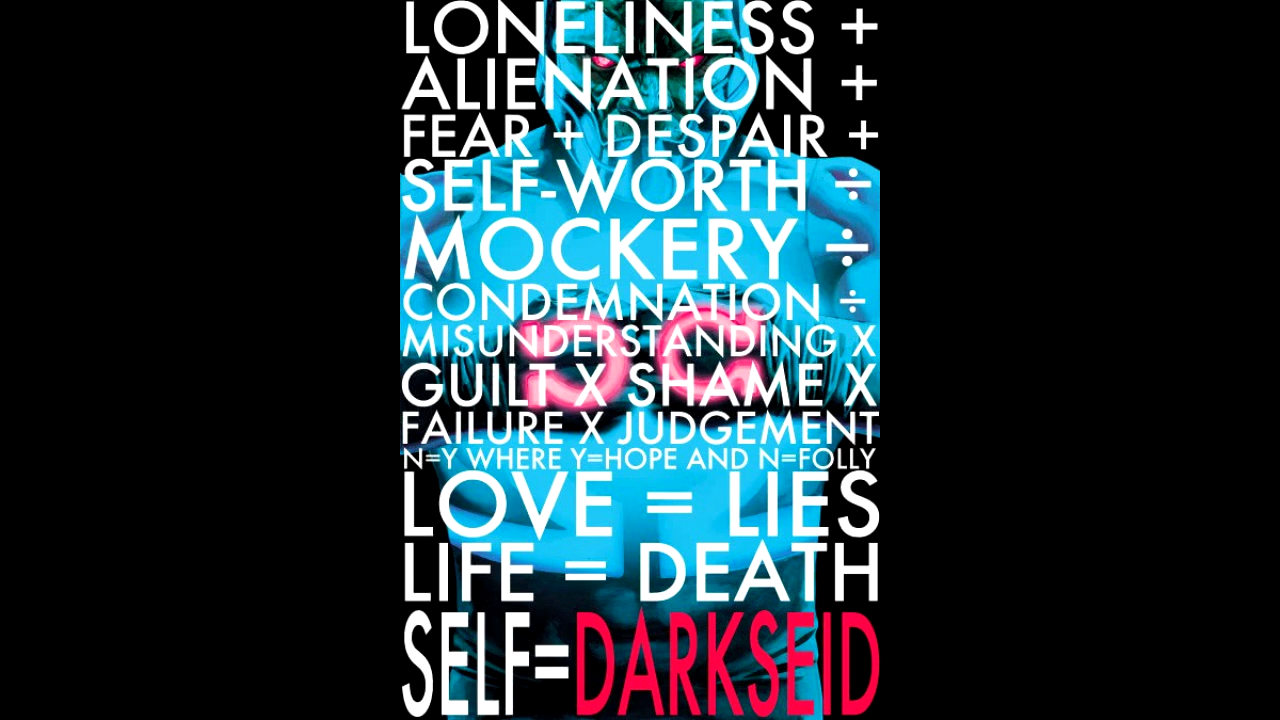 LONELINESS +
ALIENATION +
FEAR + DESPAIR +
SELF-WORTH ÷
MOCKERY ÷
CONDEMNATION ÷
MISUNDERSTANDING X
GUILT X SHAME X
FAILURE X JUDGEMENT
N=Y WHERE Y=HOPE AND N=FOLLY
LOVE = LIES
LIFE = DEATH
SELF=DARKSEID